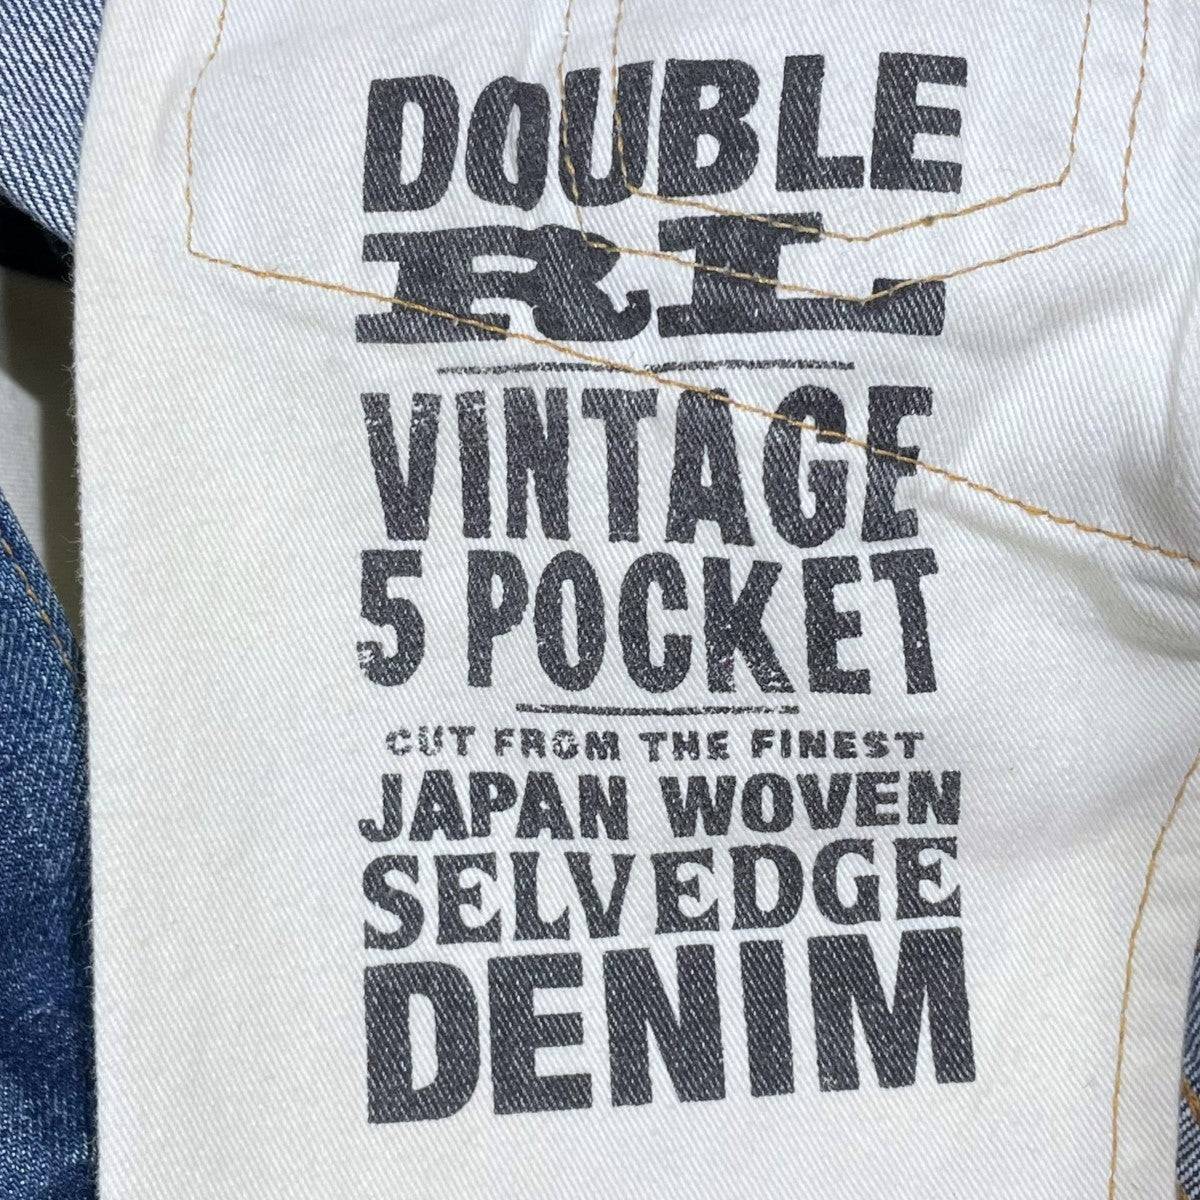 DOUBLE
RL
VINTAGE
5 POCKET
CUT FROM THE FINEST
JAPAN WOVEN
SELVEDGE
DENIM